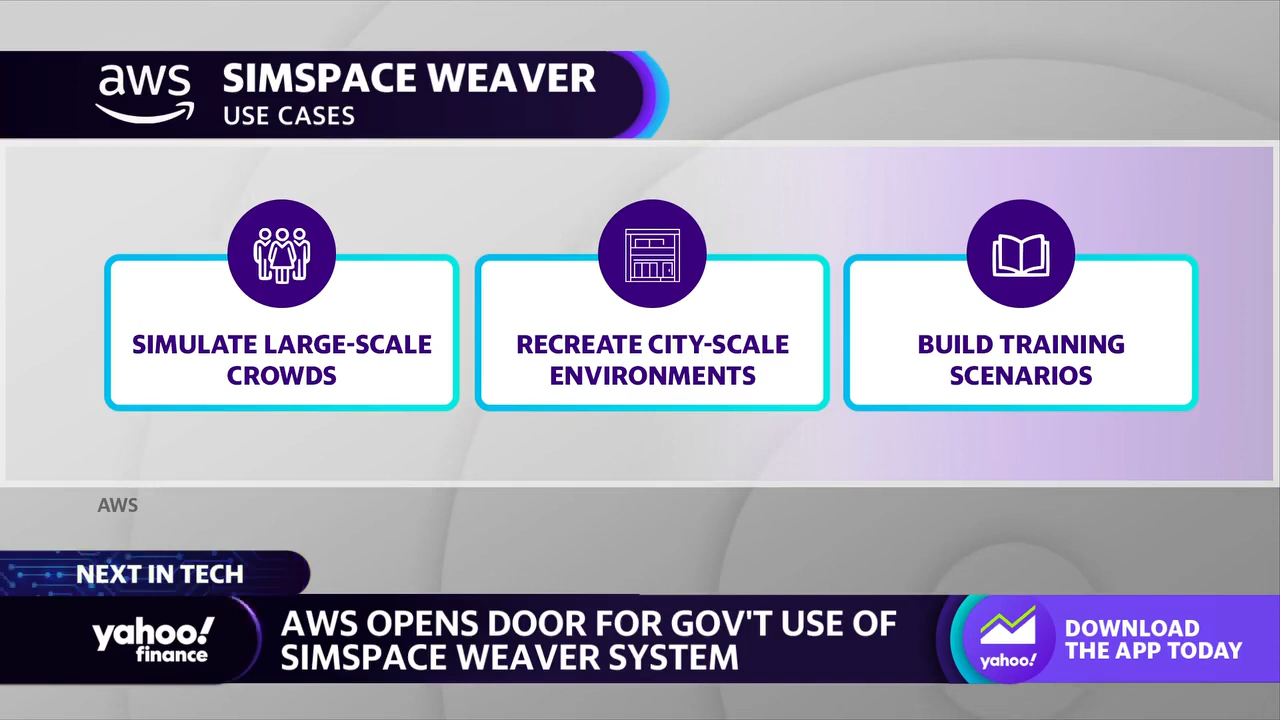 aws
SIMSPACE WEAVER
USE CASES
SIMULATE LARGE-SCALE
CROWDS
RECREATE CITY-SCALE
ENVIRONMENTS
BUILD TRAINING
SCENARIOS
AWS
NEXT IN TECH
yahoo!
finance
AWS OPENS DOOR FOR GOV'T USE OF
SIMSPACE WEAVER SYSTEM
yahoo!
DOWNLOAD
THE APP TODAY